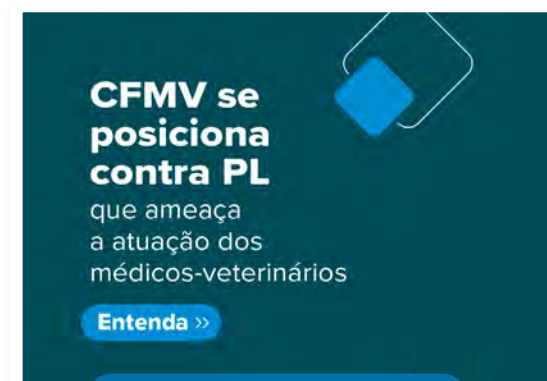 CFMV se
posiciona
contra PL
que ameaça
a atuação dos
médicos-veterinários
Entenda »